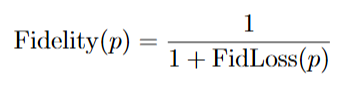 Fidelity(p) = 1 / (1 + FidLoss(p))